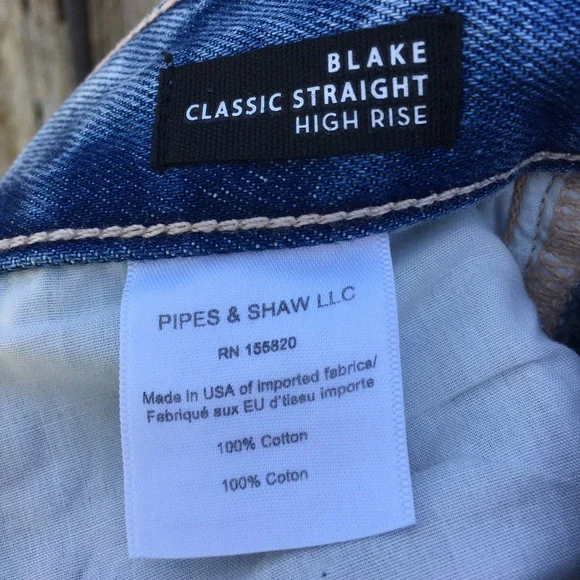 BLAKE
CLASSIC STRAIGHT
HIGH RISE
PIPES & SHAW LLC
RN 155820
Made in USA of imported fabrics/
Fabriqué aux EU d'tissu importe
100% Cotton
100% Coton